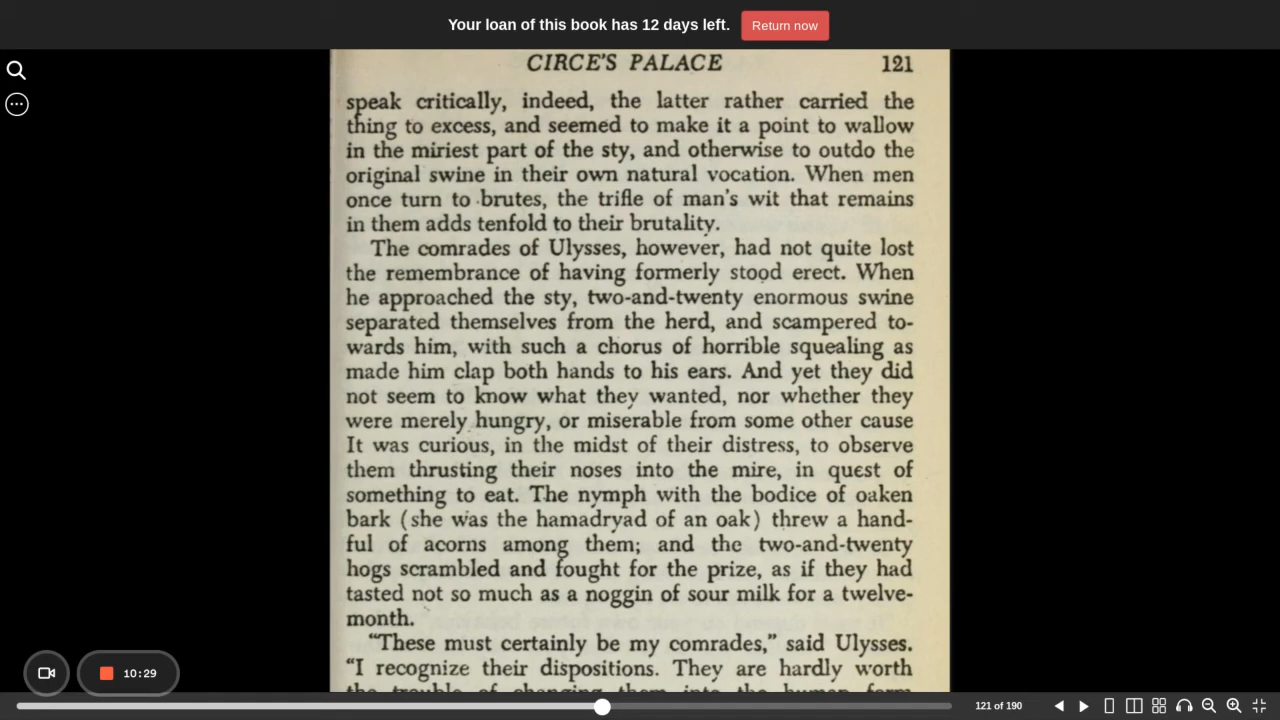 Your loan of this book has 12 days left.
Return now
CIRCE'S PALACE 121
speak critically, indeed, the latter rather carried the
thing to excess, and seemed to make it a point to wallow
in the miriest part of the sty, and otherwise to outdo the
original swine in their own natural vocation. When men
once turn to brutes, the trifle of man's wit that remains
in them adds tenfold to their brutality.
The comrades of Ulysses, however, had not quite lost
the remembrance of having formerly stood erect. When
he approached the sty, two-and-twenty enormous swine
separated themselves from the herd, and scampered to-
wards him, with such a chorus of horrible squealing as
made him clap both hands to his ears. And yet they did
not seem to know what they wanted, nor whether they
were merely hungry, or miserable from some other cause
It was curious, in the midst of their distress, to observe
them thrusting their noses into the mire, in quest of
something to eat. The nymph with the bodice of oaken
bark (she was the hamadryad of an oak) threw a hand-
ful of acorns among them; and the two-and-twenty
hogs scrambled and fought for the prize, as if they had
tasted not so much as a noggin of sour milk for a twelve-
month.
"These must certainly be my comrades," said Ulysses.
"I recognize their dispositions. They are hardly worth
the trouble of changing them into the human form
10:29
121 of 190